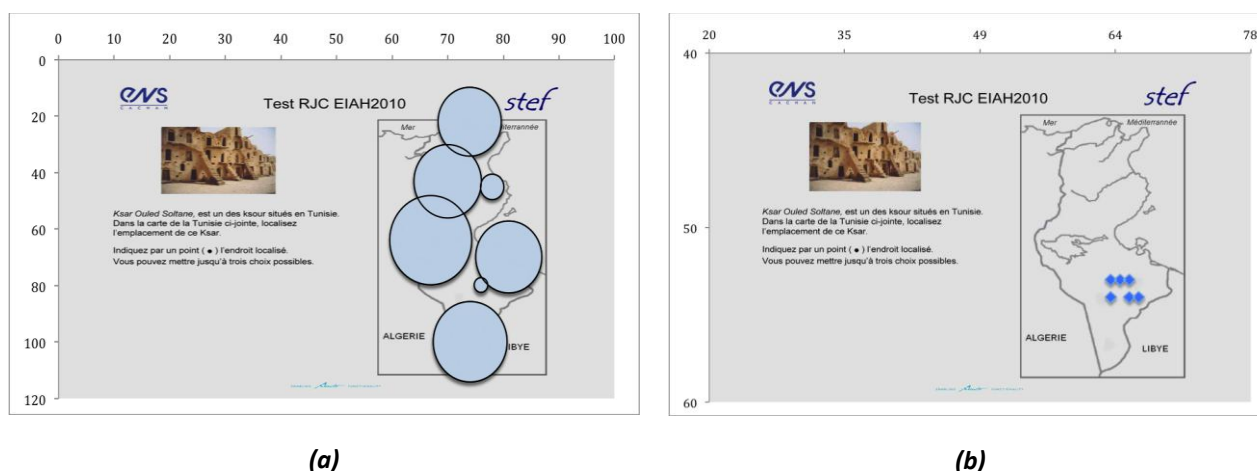 0 10 20 30 40 50 60 70 80 90 100
0
20
40
60
80
100
120
ENS
CACHAN
Test RJC EIAH2010
stef
Mer
diterrannée
Ksar Ouled Soltane, est un des ksour situés en Tunisie.
Dans la carte de la Tunisie ci-jointe, localisez
l'emplacement de ce Ksar.
Indiquez par un point ( ● ) l'endroit localisé.
Vous pouvez mettre jusqu'à trois choix possibles.
ALGERIE
IBYE
(a)
20 35 49 64 78
40
50
60
ENS
CACHAN
Test RJC EIAH2010
stef
Mer
Méditerrannée
Ksar Ouled Soltane, est un des ksour situés en Tunisie.
Dans la carte de la Tunisie ci-jointe, localisez
l'emplacement de ce Ksar.
Indiquez par un point ( ● ) l'endroit localisé.
Vous pouvez mettre jusqu'à trois choix possibles.
ALGERIE
LIBYE
(b)